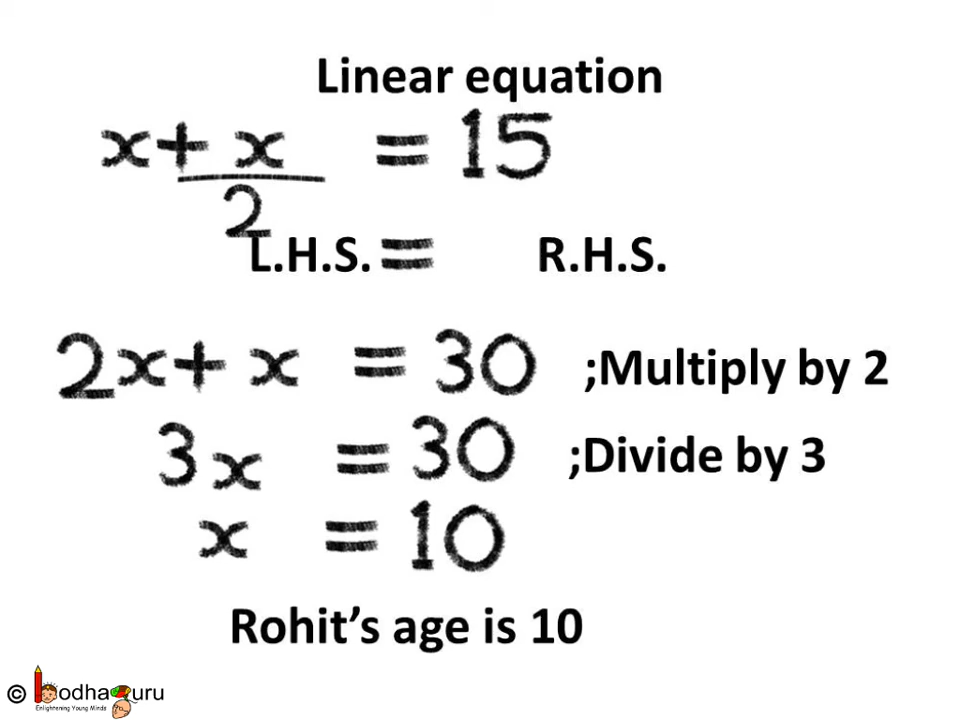 Linear equation
x + x = 15
2
L.H.S. = R.H.S.
2x + x = 30 ;Multiply by 2
3x = 30 ;Divide by 3
x = 10
Rohit’s age is 10
© BodhaGuru
Enlightening Young Minds